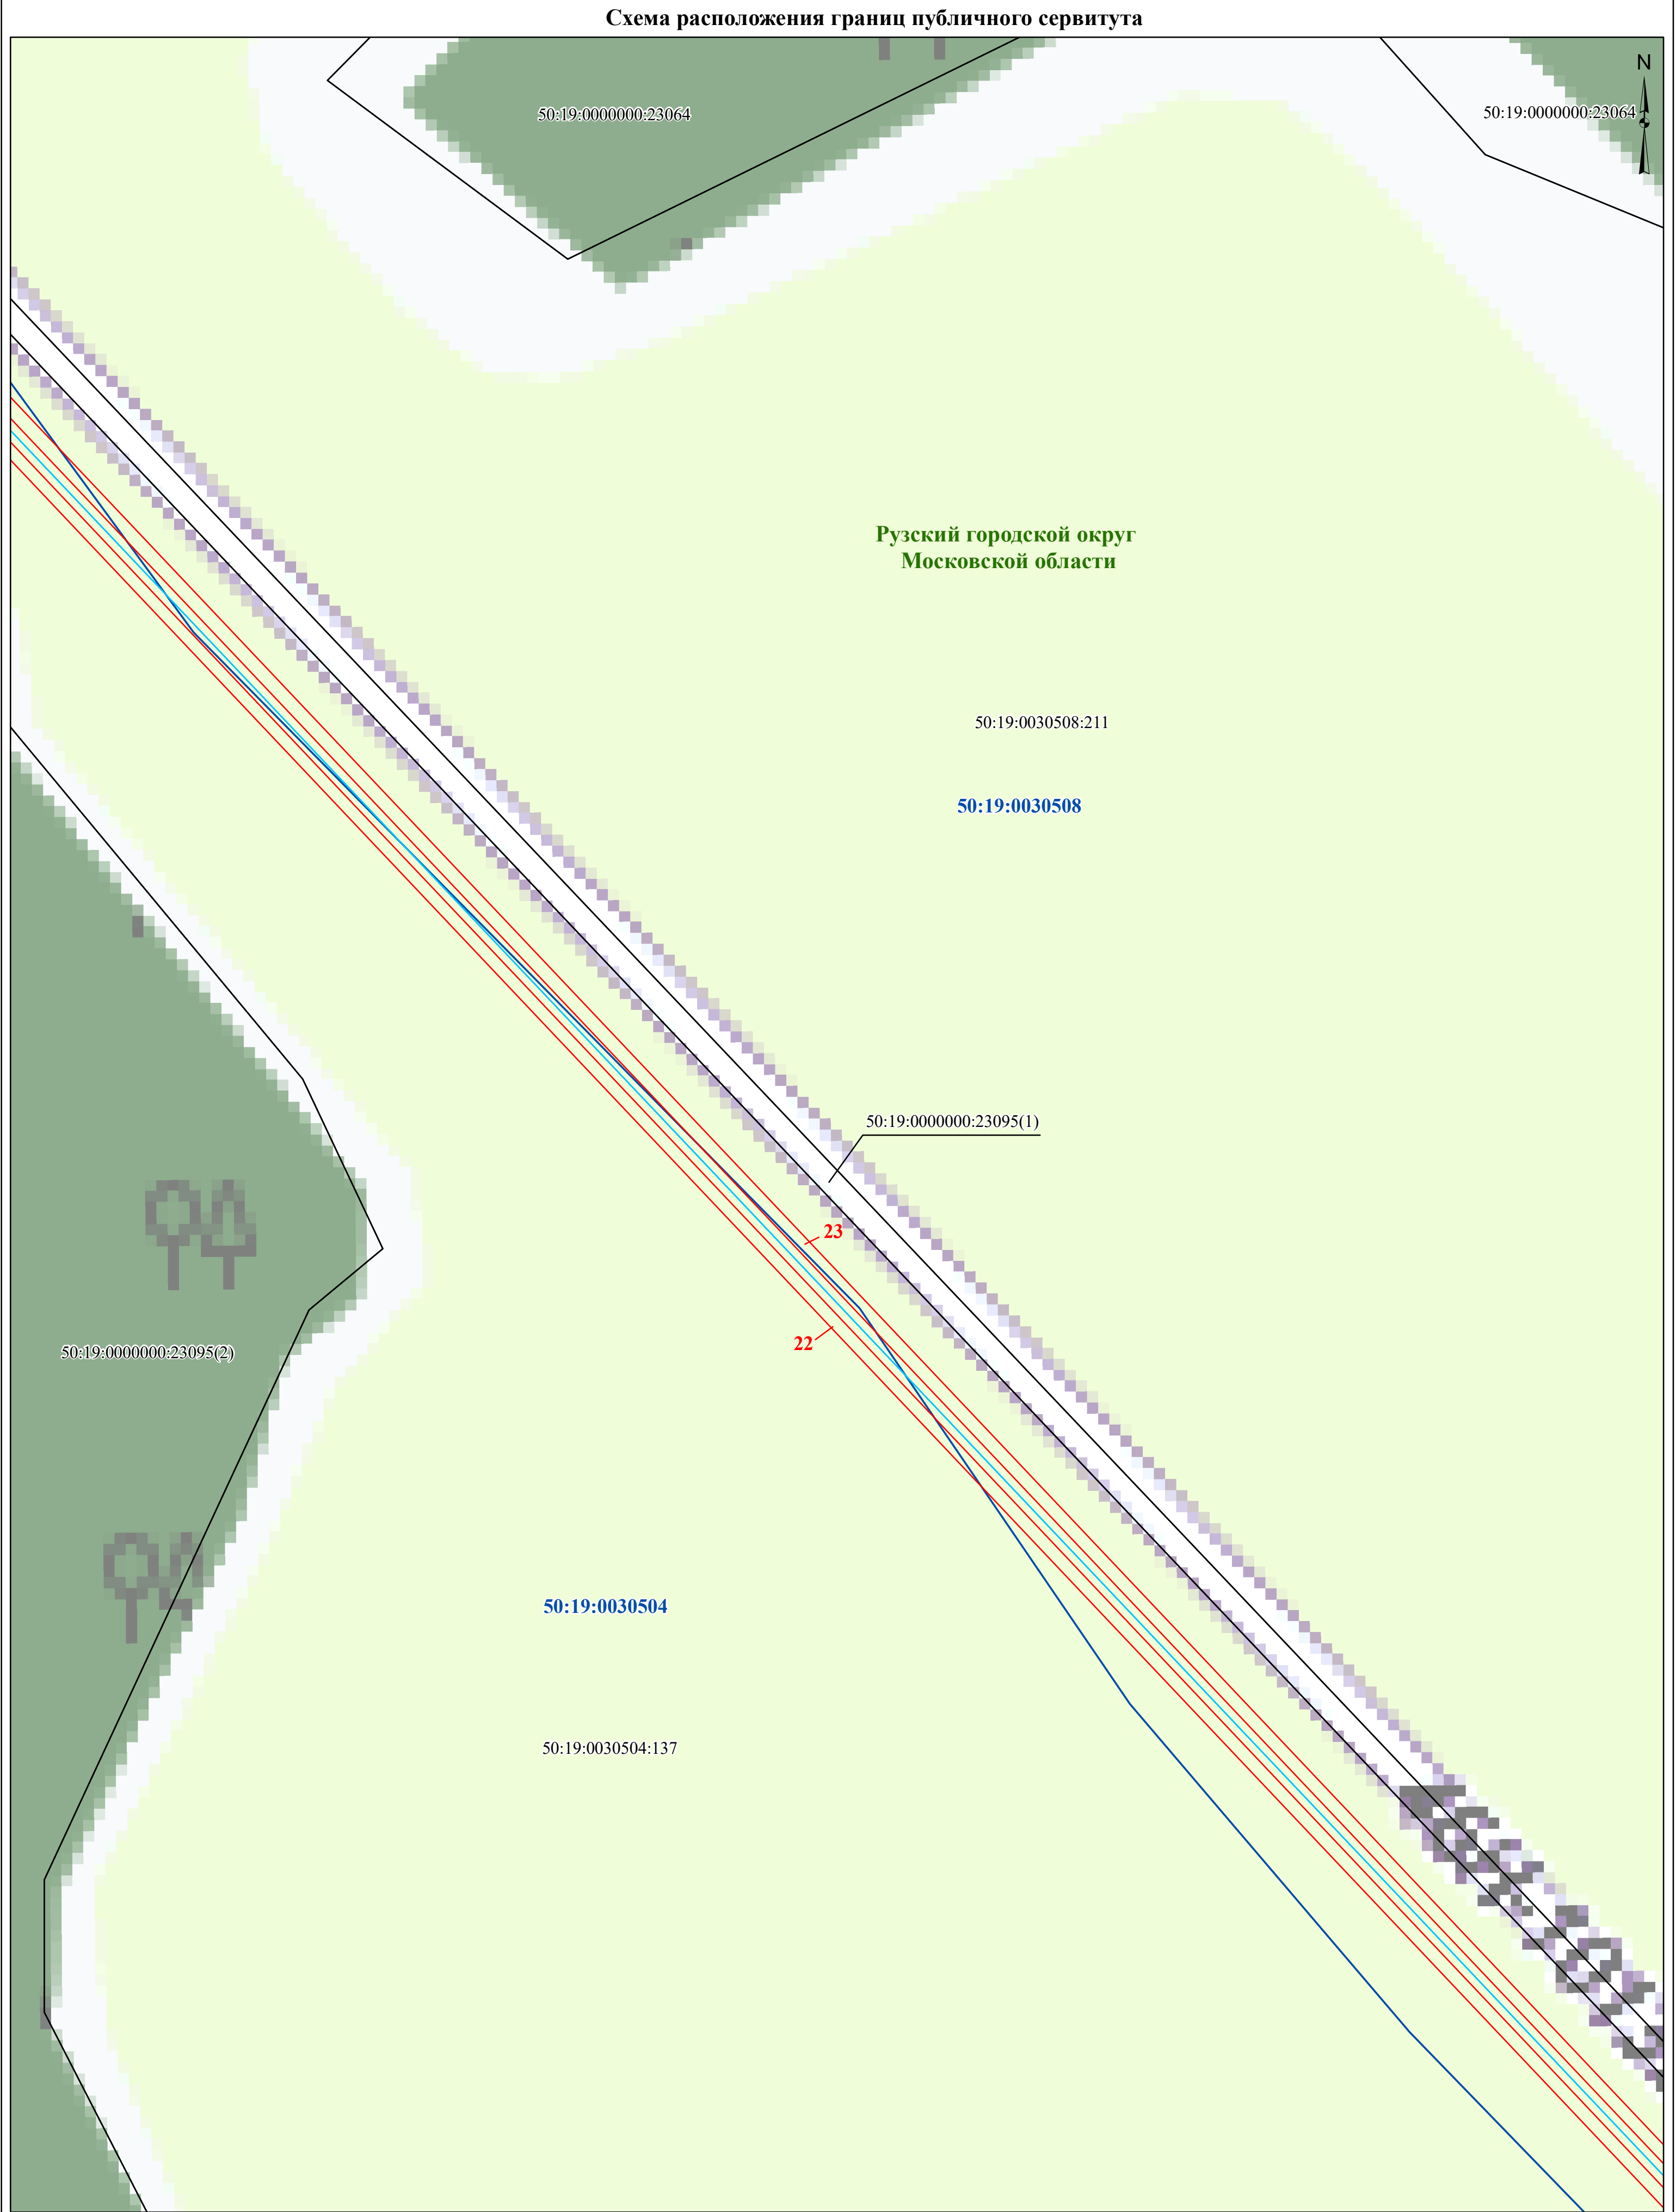 Схема расположения границ публичного сервитута
N
50:19:0000000:23064
50:19:0000000:23064
Рузский городской округ
Московской области
50:19:0030508:211
50:19:0030508
50:19:0000000:23095(1)
23
22
50:19:0000000:23095(2)
50:19:0030504
50:19:0030504:137